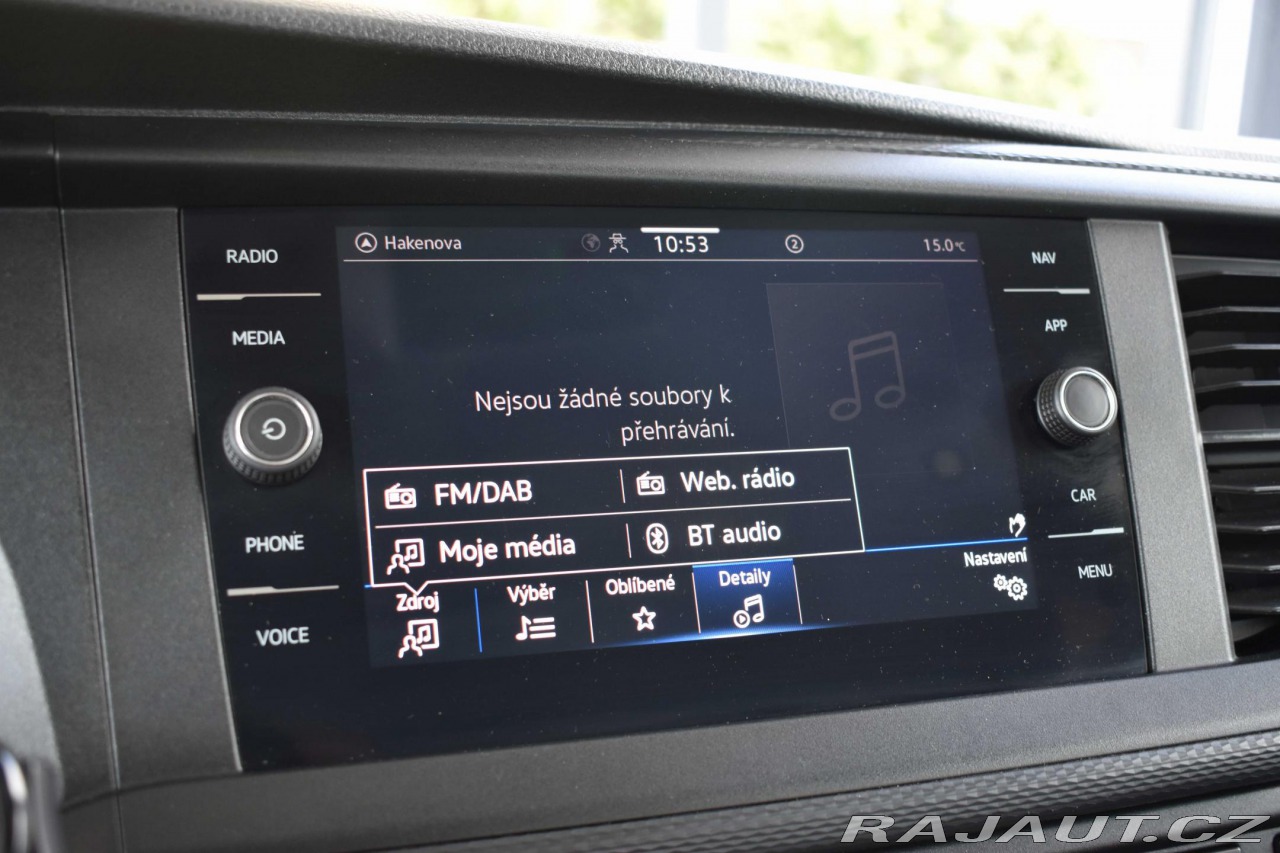 RADIO
MEDIA
PHONE
VOICE
Hakenova
10:53
2
15.0°C
Nejsou žádné soubory k
přehrávání.
FM/DAB
Web. rádio
Moje média
BT audio
Zdroj
Výběr
Oblíbené
Detaily
Nastavení
NAV
APP
CAR
MENU
RAJAUT.CZ